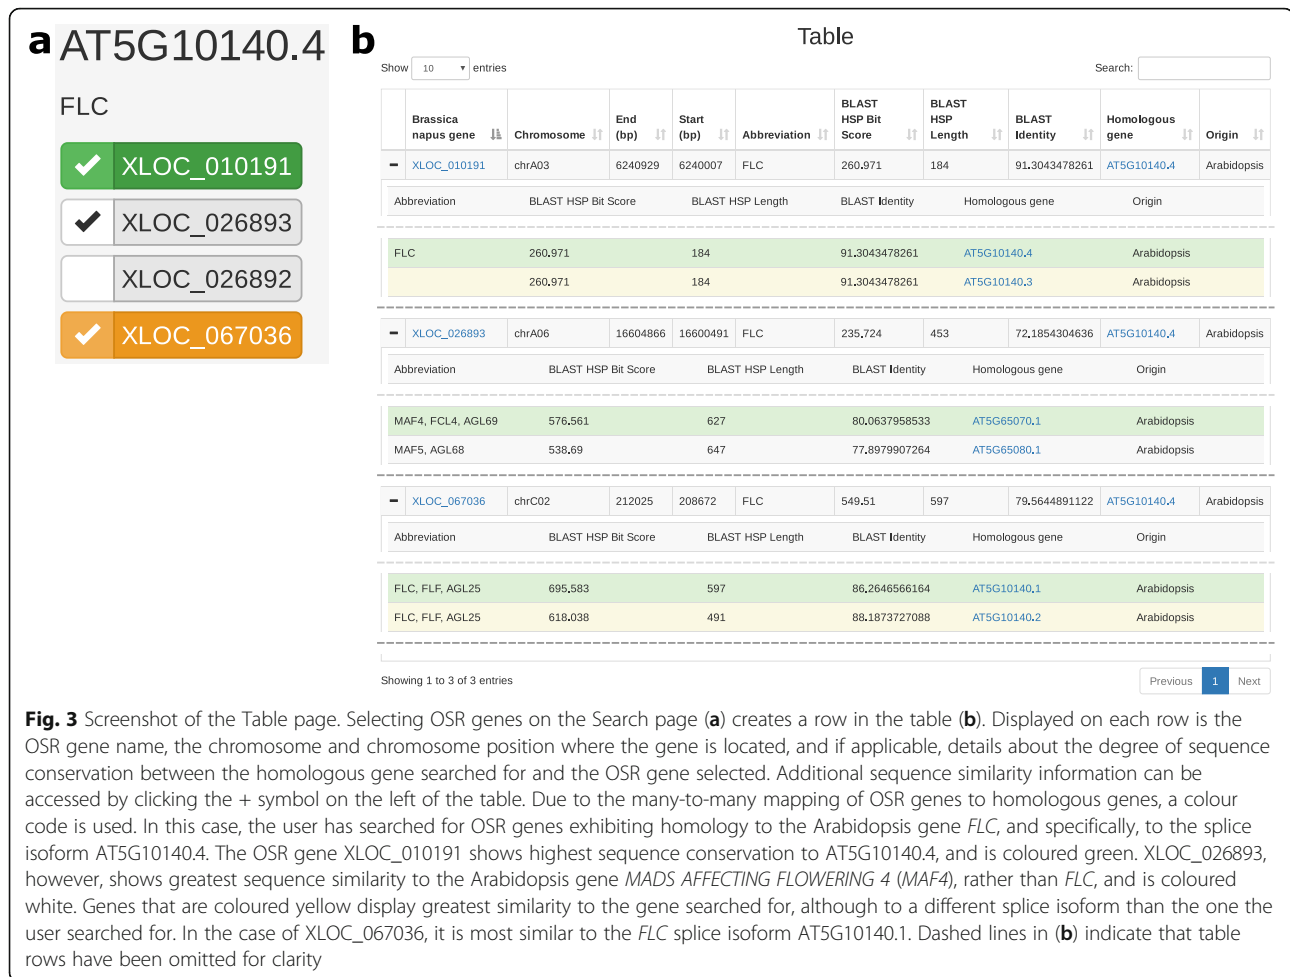 a
AT5G10140.4
FLC
XLOC_010191
XLOC_026893
XLOC_026892
XLOC_067036
b
Table
Show 10 entries
Search:
Brassica napus gene Chromosome End (bp) Start (bp) Abbreviation BLAST HSP Bit Score BLAST HSP Length BLAST Identity Homologous gene Origin
XLOC_010191 chrA03 6240929 6240007 FLC 260.971 184 91.3043478261 AT5G10140.4 Arabidopsis
Abbreviation BLAST HSP Bit Score BLAST HSP Length BLAST Identity Homologous gene Origin
FLC 260.971 184 91.3043478261 AT5G10140.4 Arabidopsis
260.971 184 91.3043478261 AT5G10140.3 Arabidopsis
XLOC_026893 chrA06 16604866 16600491 FLC 235.724 453 72.1854304636 AT5G10140.4 Arabidopsis
Abbreviation BLAST HSP Bit Score BLAST HSP Length BLAST Identity Homologous gene Origin
MAF4, FCL4, AGL69 576.561 627 80.0637958533 AT5G65070.1 Arabidopsis
MAF5, AGL68 538.69 647 77.8979907264 AT5G65080.1 Arabidopsis
XLOC_067036 chrC02 212025 208672 FLC 549.51 597 79.5644891122 AT5G10140.4 Arabidopsis
Abbreviation BLAST HSP Bit Score BLAST HSP Length BLAST Identity Homologous gene Origin
FLC, FLF, AGL25 695.583 597 86.2646566164 AT5G10140.1 Arabidopsis
FLC, FLF, AGL25 618.038 491 88.1873727088 AT5G10140.2 Arabidopsis
Showing 1 to 3 of 3 entries
Previous 1 Next
Fig. 3 Screenshot of the Table page. Selecting OSR genes on the Search page (a) creates a row in the table (b). Displayed on each row is the
OSR gene name, the chromosome and chromosome position where the gene is located, and if applicable, details about the degree of sequence
conservation between the homologous gene searched for and the OSR gene selected. Additional sequence similarity information can be
accessed by clicking the + symbol on the left of the table. Due to the many-to-many mapping of OSR genes to homologous genes, a colour
code is used. In this case, the user has searched for OSR genes exhibiting homology to the Arabidopsis gene FLC, and specifically, to the splice
isoform AT5G10140.4. The OSR gene XLOC_010191 shows highest sequence conservation to AT5G10140.4, and is coloured green. XLOC_026893,
however, shows greatest sequence similarity to the Arabidopsis gene MADS AFFECTING FLOWERING 4 (MAF4), rather than FLC, and is coloured
white. Genes that are coloured yellow display greatest similarity to the gene searched for, although to a different splice isoform than the one the
user searched for. In the case of XLOC_067036, it is most similar to the FLC splice isoform AT5G10140.1. Dashed lines in (b) indicate that table
rows have been omitted for clarity